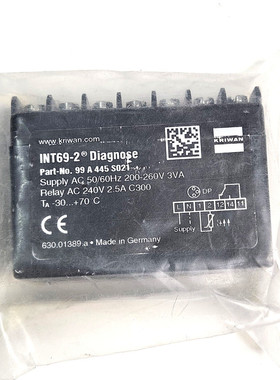 www.kriwan.com
KRIWAN
INT69-2® Diagnose
Part-No. 99 A 445 S021
Supply AC 50/60Hz 200-260V 3VA
Relay AC 240V 2.5A C300
TA -30...+70 C
DP
L N 1 2 12 14 11
Supply
630.01389.a • Made in Germany
CE